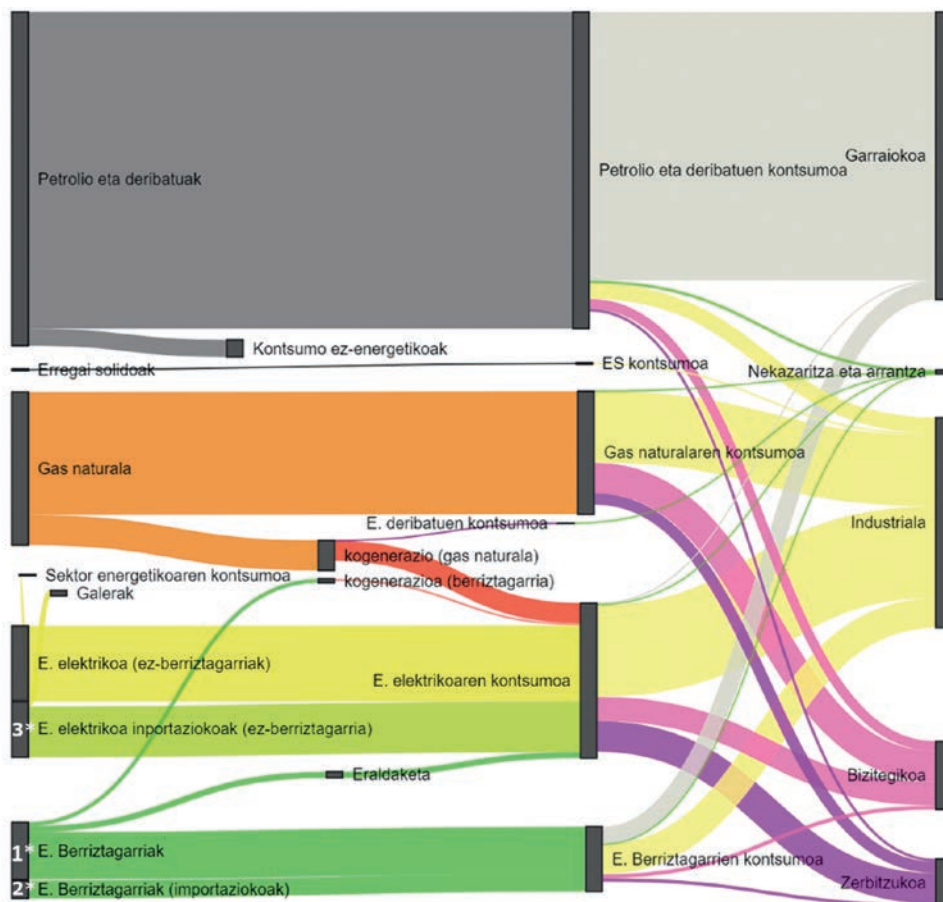 Petrolio eta deribatuak
Petrolio eta deribatuen kontsumoa
Garraiokoa
Kontsumo ez-energetikoak
Erregai solidoak
ES kontsumoa
Nekazaritza eta arrantza
Gas naturala
Gas naturalaren kontsumoa
Industriala
E. deribatuen kontsumoa
kogenerazio (gas naturala)
Sektor energetikoaren kontsumoa
kogenerazioa (berriztagarria)
Galerak
E. elektrikoa (ez-berriztagarriak)
E. elektrikoaren kontsumoa
3* E. elektrikoa inportaziokoak (ez-berriztagarria)
Eraldaketa
Bizitegikoa
1* E. Berriztagarriak
E. Berriztagarrien kontsumoa
2* E. Berriztagarriak (importaziokoak)
Zerbitzukoa